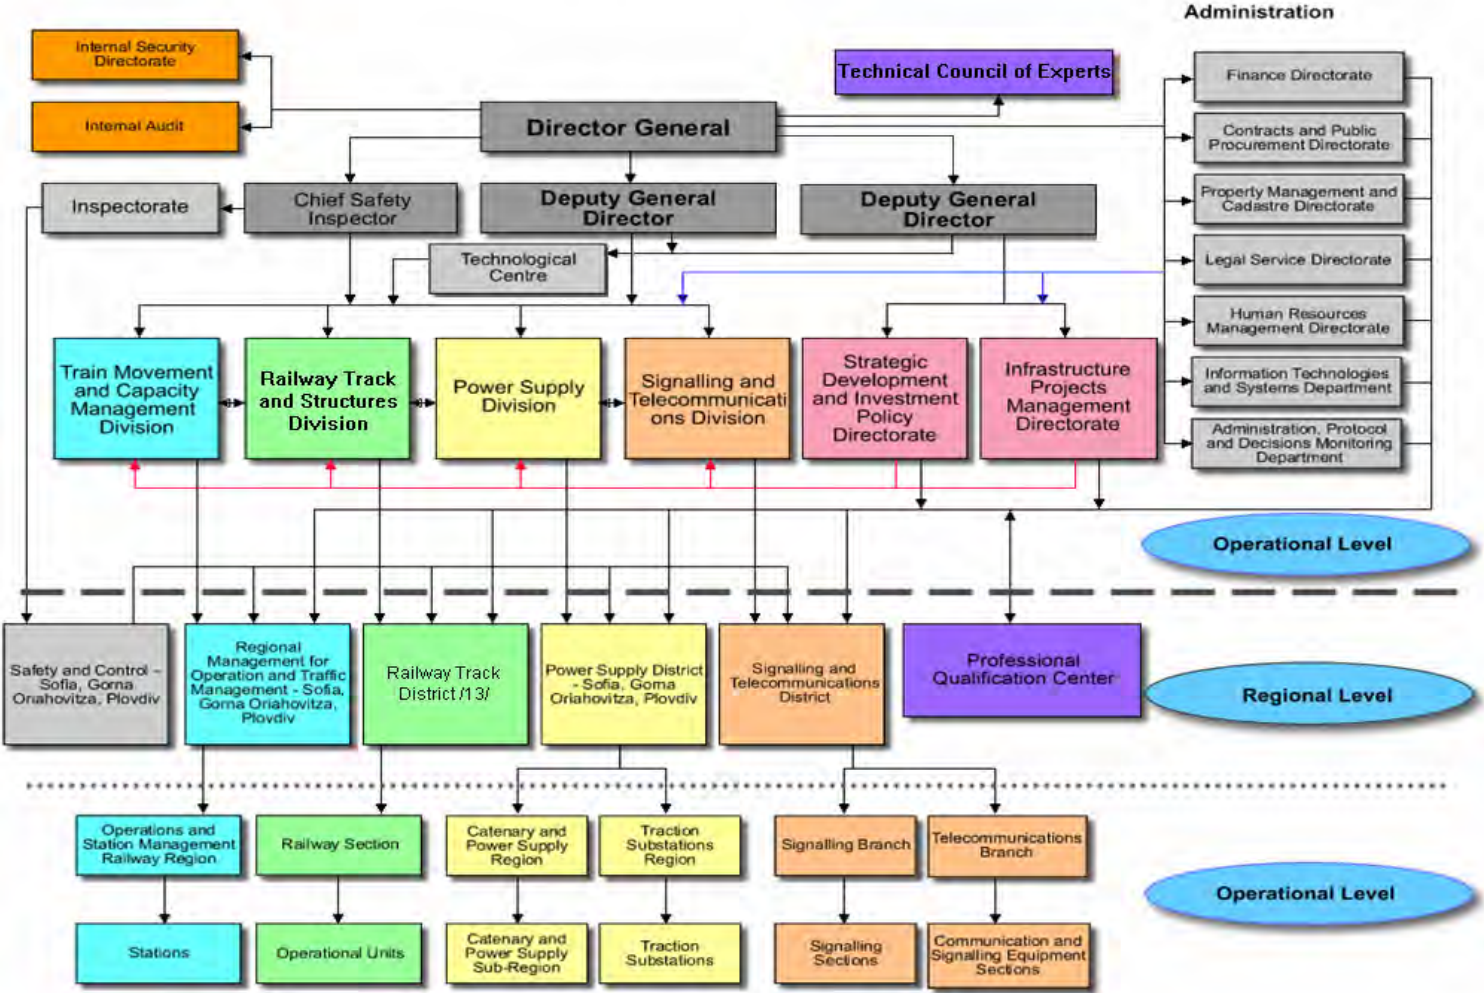 Administration
Internal Security
Directorate
Technical Council of Experts
Finance Directorate
Internal Audit
Director General
Contracts and Public
Procurement Directorate
Inspectorate
Chief Safety
Inspector
Deputy General
Director
Deputy General
Director
Property Management and
Cadastre Directorate
Technological
Centre
Legal Service Directorate
Human Resources
Management Directorate
Train Movement
and Capacity
Management
Division
Railway Track
and Structures
Division
Power Supply
Division
Signalling and
Telecommunicati
ons Division
Strategic
Development
and Investment
Policy
Directorate
Infrastructure
Projects
Management
Directorate
Information Technologies
and Systems Department
Administration, Protocol
and Decisions Monitoring
Department
Operational Level
Safety and Control -
Sofia, Gorna
Oriahovitza, Plovdiv
Regional
Management for
Operation and Traffic
Management - Sofia,
Gorna Oriahovitza,
Plovdiv
Railway Track
District /13/
Power Supply District
- Sofia, Gorna
Oriahovitza, Plovdiv
Signalling and
Telecommunications
District
Professional
Qualification Center
Regional Level
Operations and
Station Management
Railway Region
Railway Section
Catenary and
Power Supply
Region
Traction
Substations
Region
Signalling Branch
Telecommunications
Branch
Operational Level
Stations
Operational Units
Catenary and
Power Supply
Sub-Region
Traction
Substations
Signalling
Sections
Communication and
Signalling Equipment
Sections